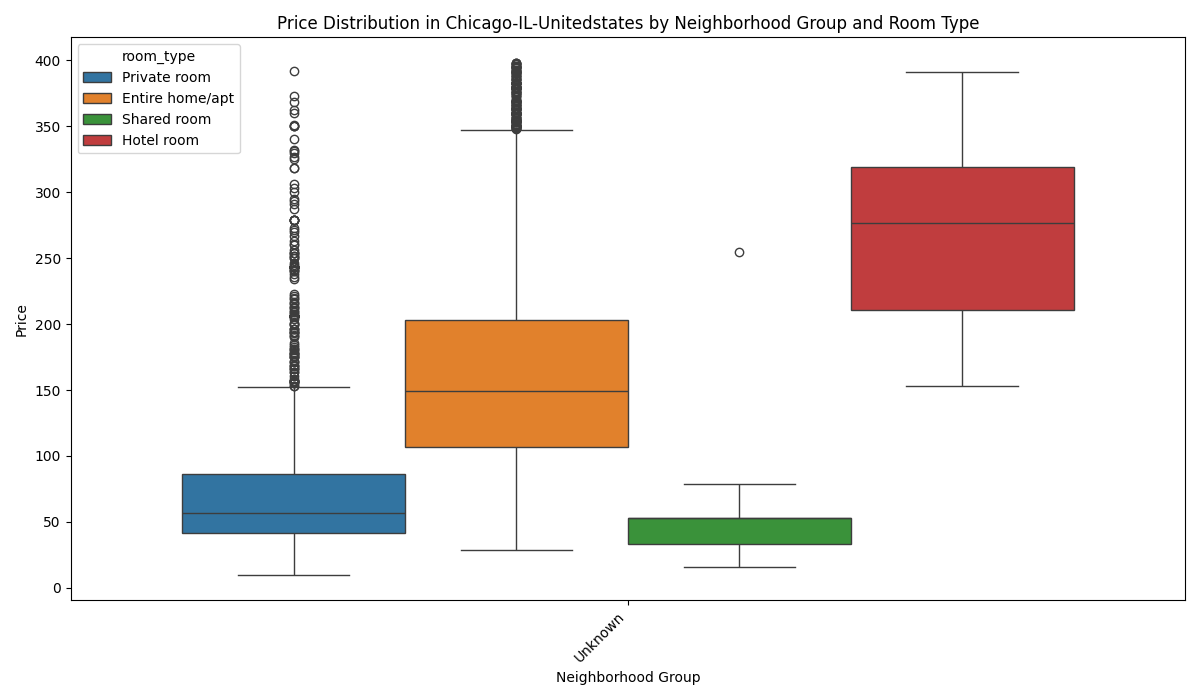 Price Distribution in Chicago-IL-Unitedstates by Neighborhood Group and Room Type
room_type
Private room
Entire home/apt
Shared room
Hotel room
400
350
300
250
200
150
100
50
0
Price
Unknown
Neighborhood Group